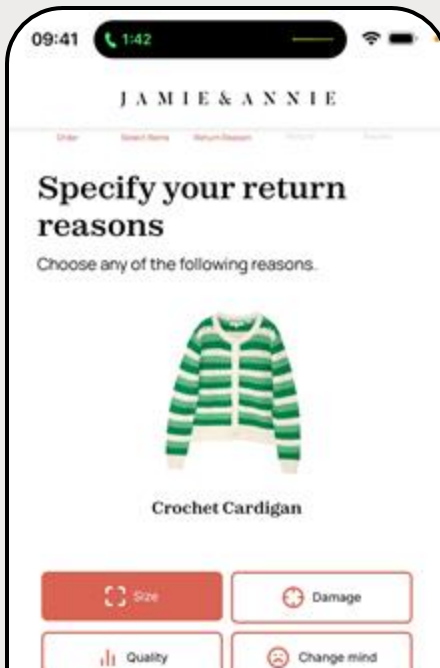 09:41 1:42
JAMIE&ANNIE
Order Select Items Return Reason
Specify your return
reasons
Choose any of the following reasons.
Crochet Cardigan
Size Damage
Quality Change mind